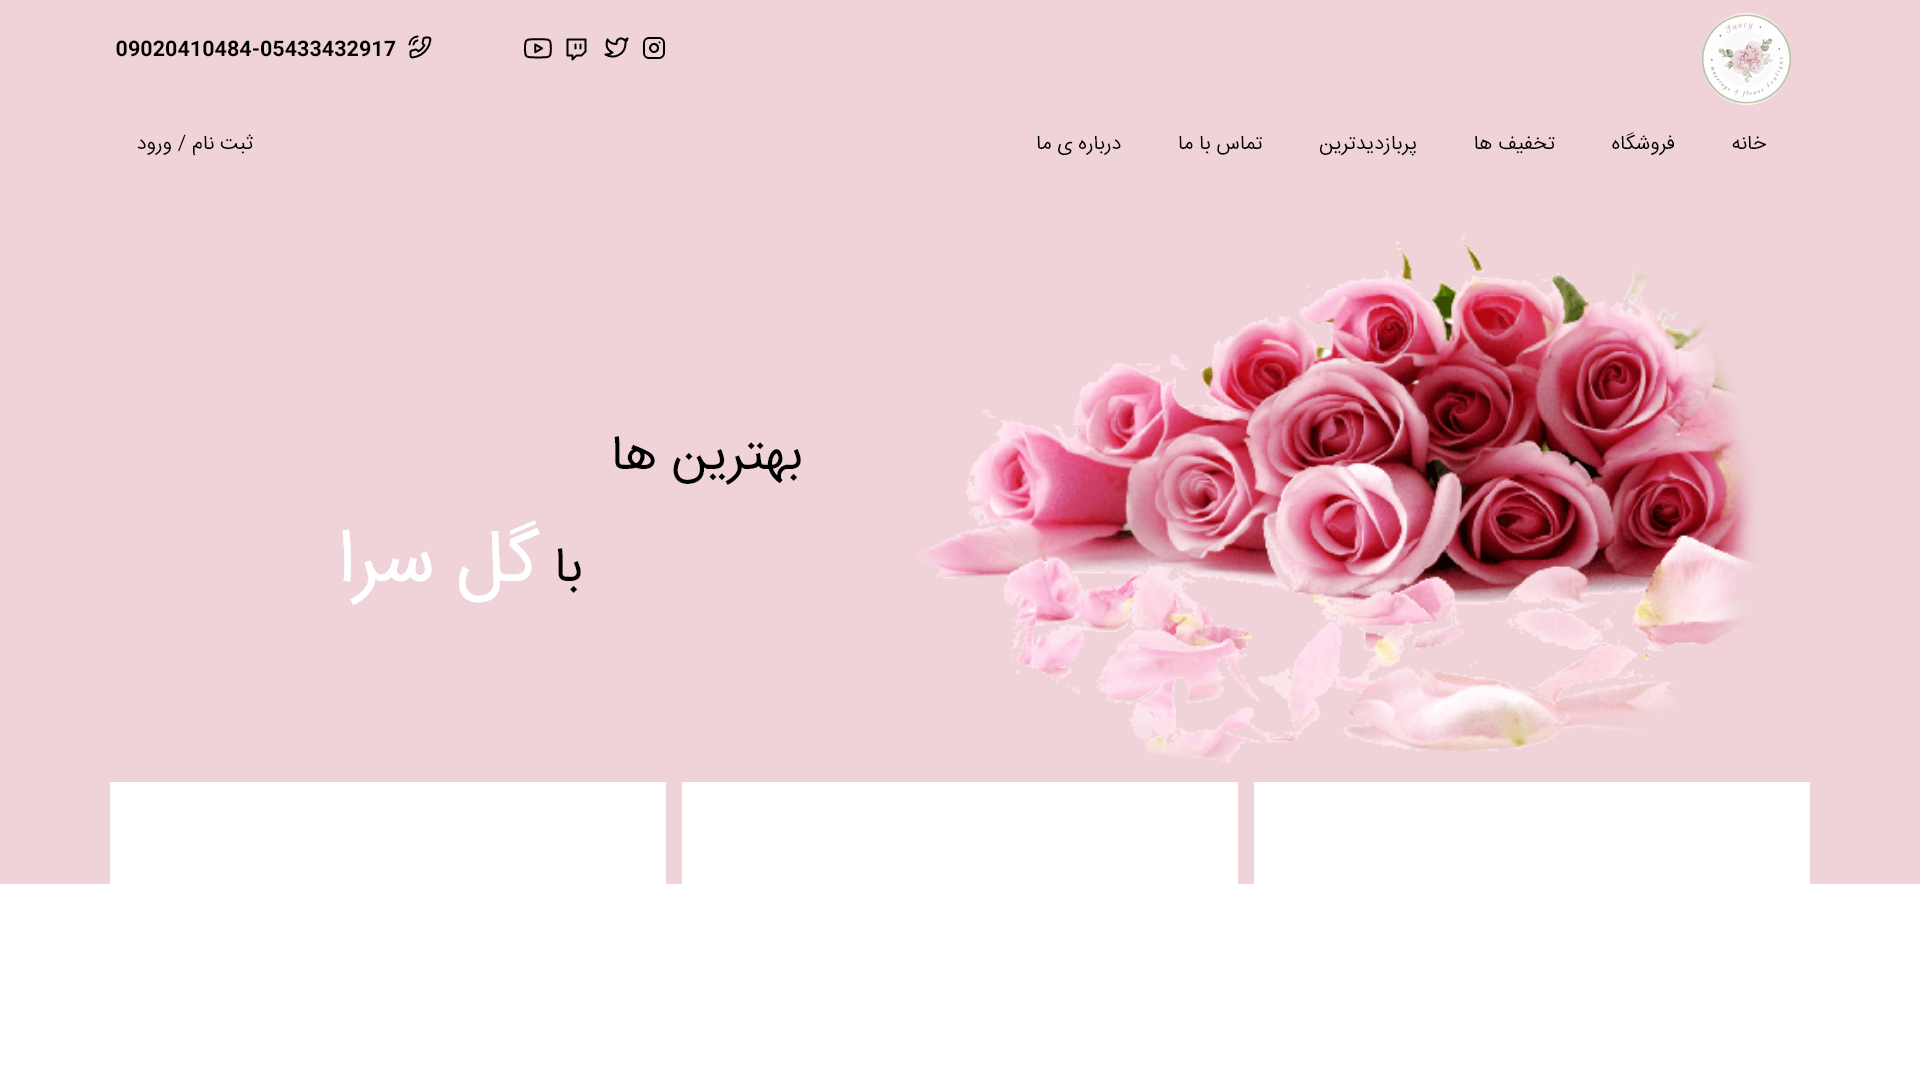 09020410484-05433432917
Fancy
خانه
فروشگاه
تخفیف ها
پربازدیدترین
تماس با ما
درباره ی ما
ثبت نام / ورود
بهترین ها
با گل سرا